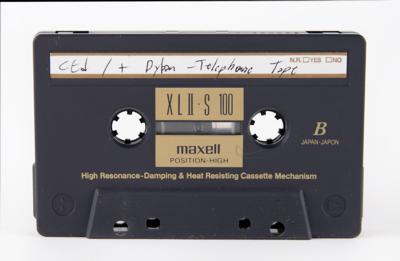 N.R. □YES □NO
/ + Dylan - Telephone Tape
XLII·S 100
maxell
POSITION-HIGH
B
JAPAN·JAPON
High Resonance-Damping & Heat Resisting Cassette Mechanism